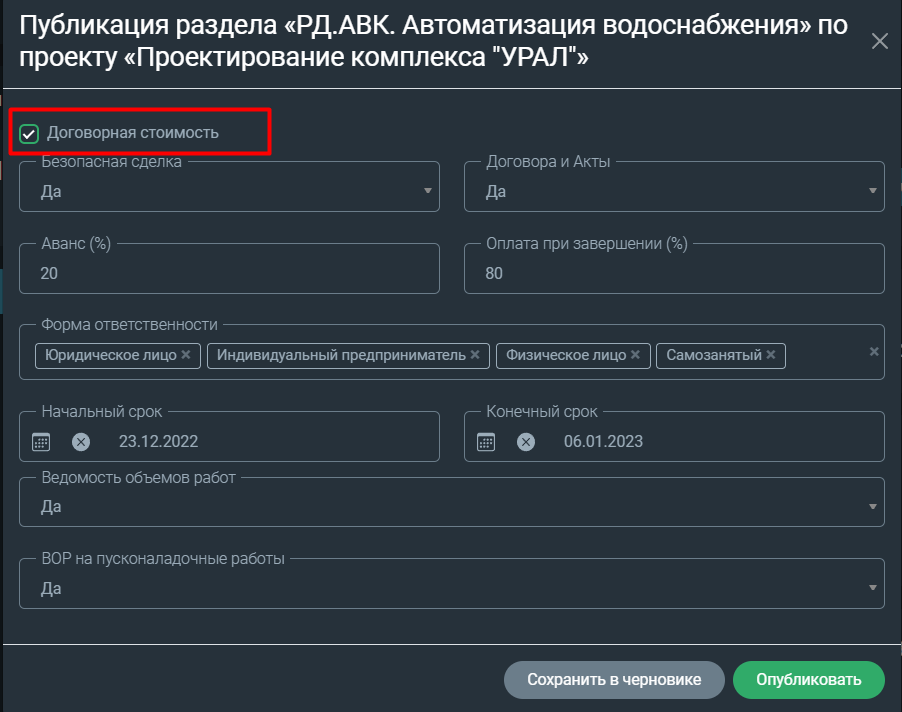 Публикация раздела «РД.АВК. Автоматизация водоснабжения» по
проекту «Проектирование комплекса "УРАЛ"»
Договорная стоимость
Безопасная сделка
Да
Договора и Акты
Да
Аванс (%)
20
Оплата при завершении (%)
80
Форма ответственности
Юридическое лицо × Индивидуальный предприниматель × Физическое лицо × Самозанятый ×
Начальный срок
23.12.2022
Конечный срок
06.01.2023
Ведомость объемов работ
Да
ВОР на пусконаладочные работы
Да
Сохранить в черновике
Опубликовать